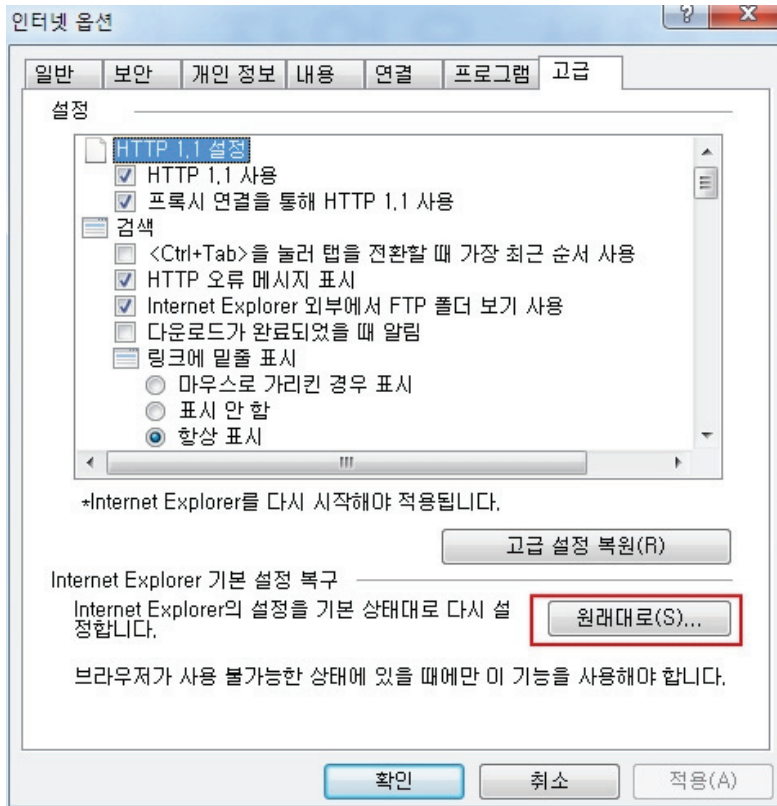 인터넷 옵션
일반 보안 개인 정보 내용 연결 프로그램 고급
설정
HTTP 1.1 설정
HTTP 1.1 사용
프록시 연결을 통해 HTTP 1.1 사용
검색
<Ctrl+Tab>을 눌러 탭을 전환할 때 가장 최근 순서 사용
HTTP 오류 메시지 표시
Internet Explorer 외부에서 FTP 폴더 보기 사용
다운로드가 완료되었을 때 알림
링크에 밑줄 표시
마우스로 가리킨 경우 표시
표시 안 함
항상 표시
*Internet Explorer를 다시 시작해야 적용됩니다.
고급 설정 복원(R)
Internet Explorer 기본 설정 복구
Internet Explorer의 설정을 기본 상태대로 다시 설
정합니다.
원래대로(S)...
브라우저가 사용 불가능한 상태에 있을 때에만 이 기능을 사용해야 합니다.
확인 취소 적용(A)